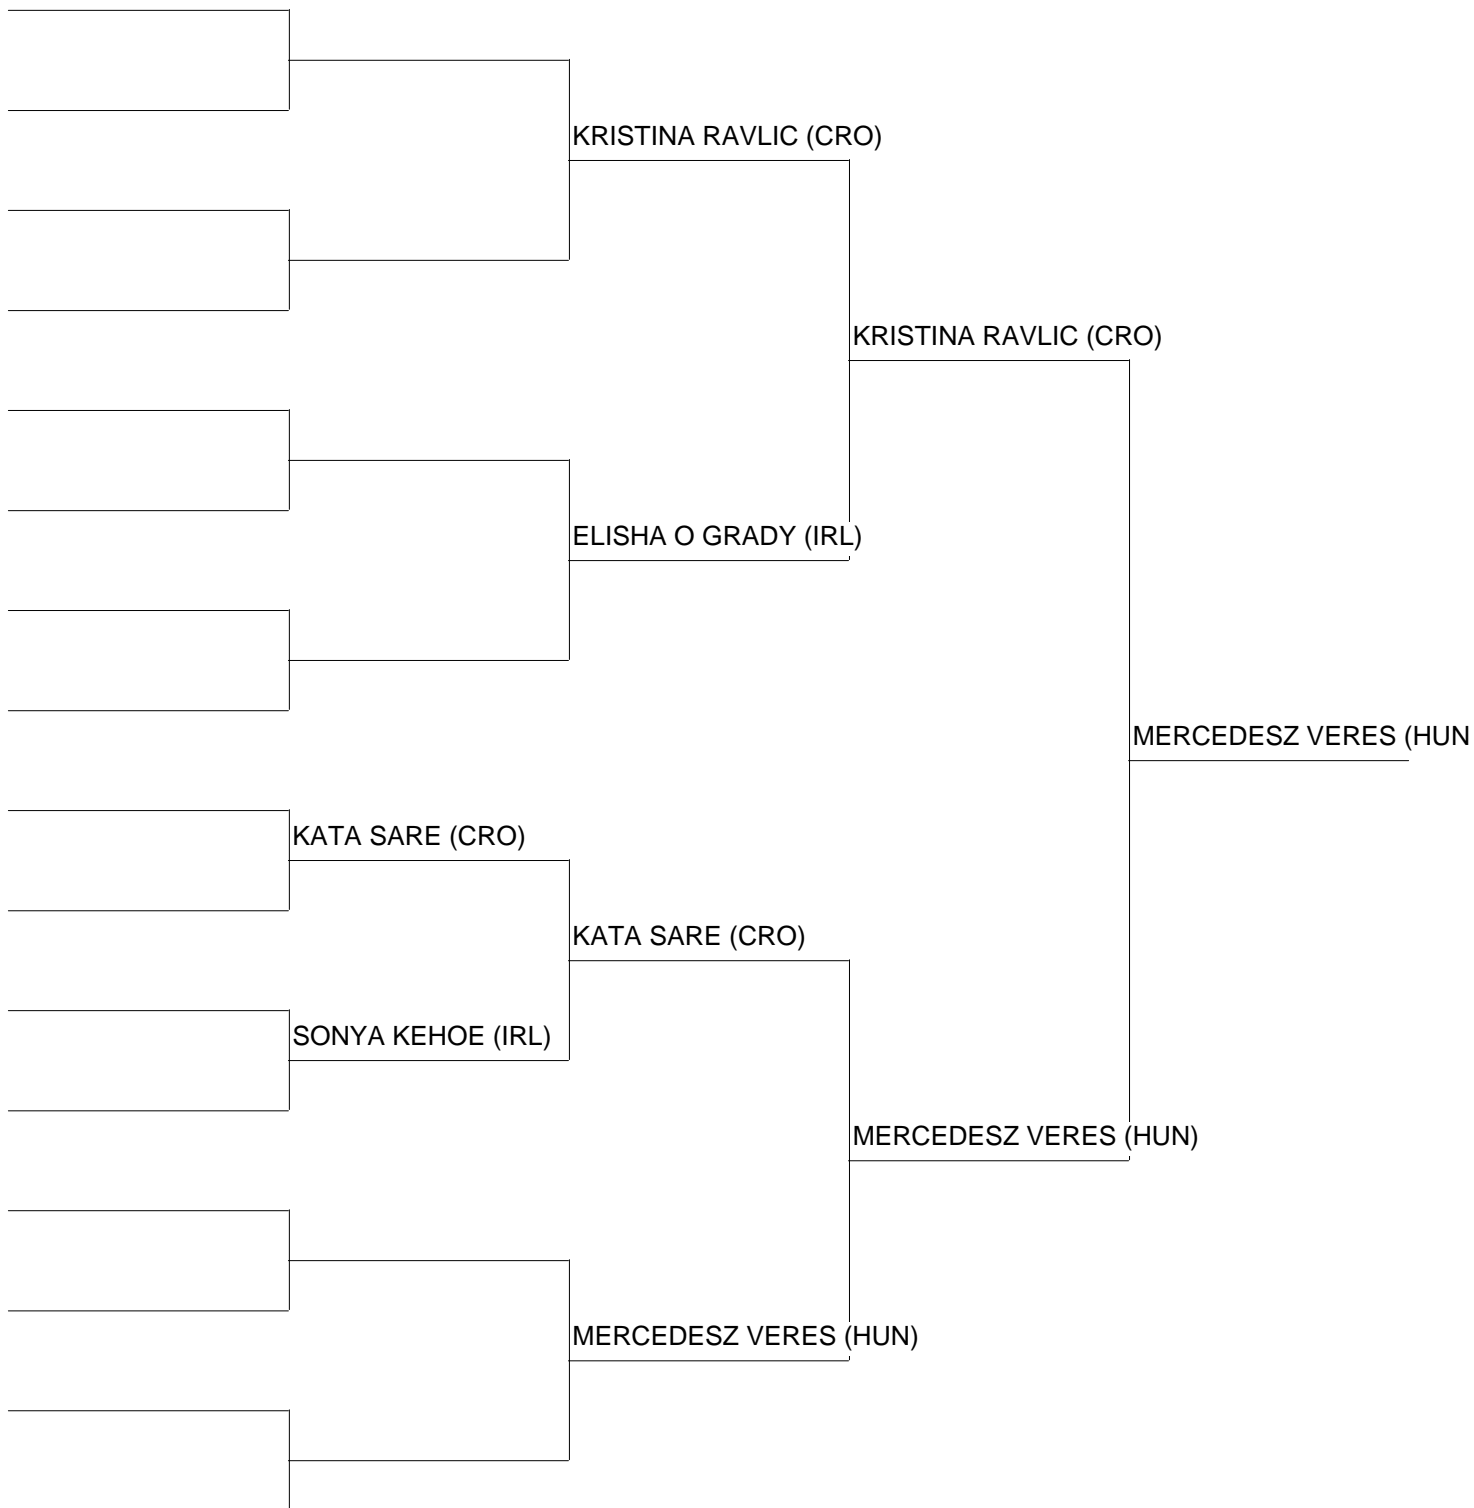 KRISTINA RAVLIC (CRO)
KRISTINA RAVLIC (CRO)
ELISHA O GRADY (IRL)
MERCEDESZ VERES (HUN
KATA SARE (CRO)
KATA SARE (CRO)
SONYA KEHOE (IRL)
MERCEDESZ VERES (HUN)
MERCEDESZ VERES (HUN)